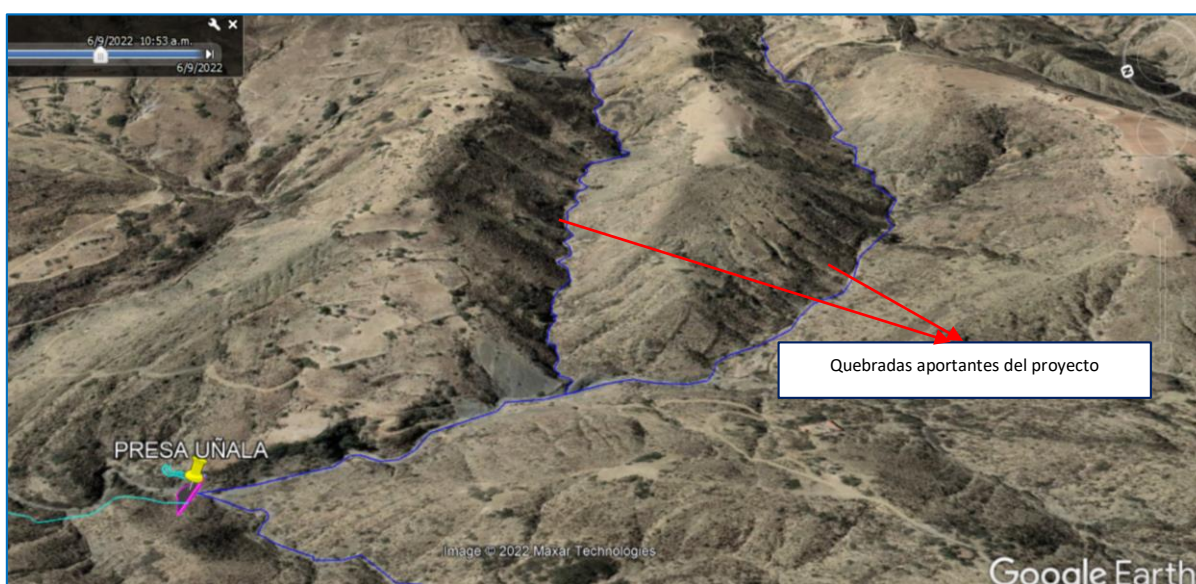 6/9/2022 10:53 a.m.
6/9/2022
Quebradas aportantes del proyecto
PRESA UÑALA
Image © 2022 Maxar Technologies
Google Earth